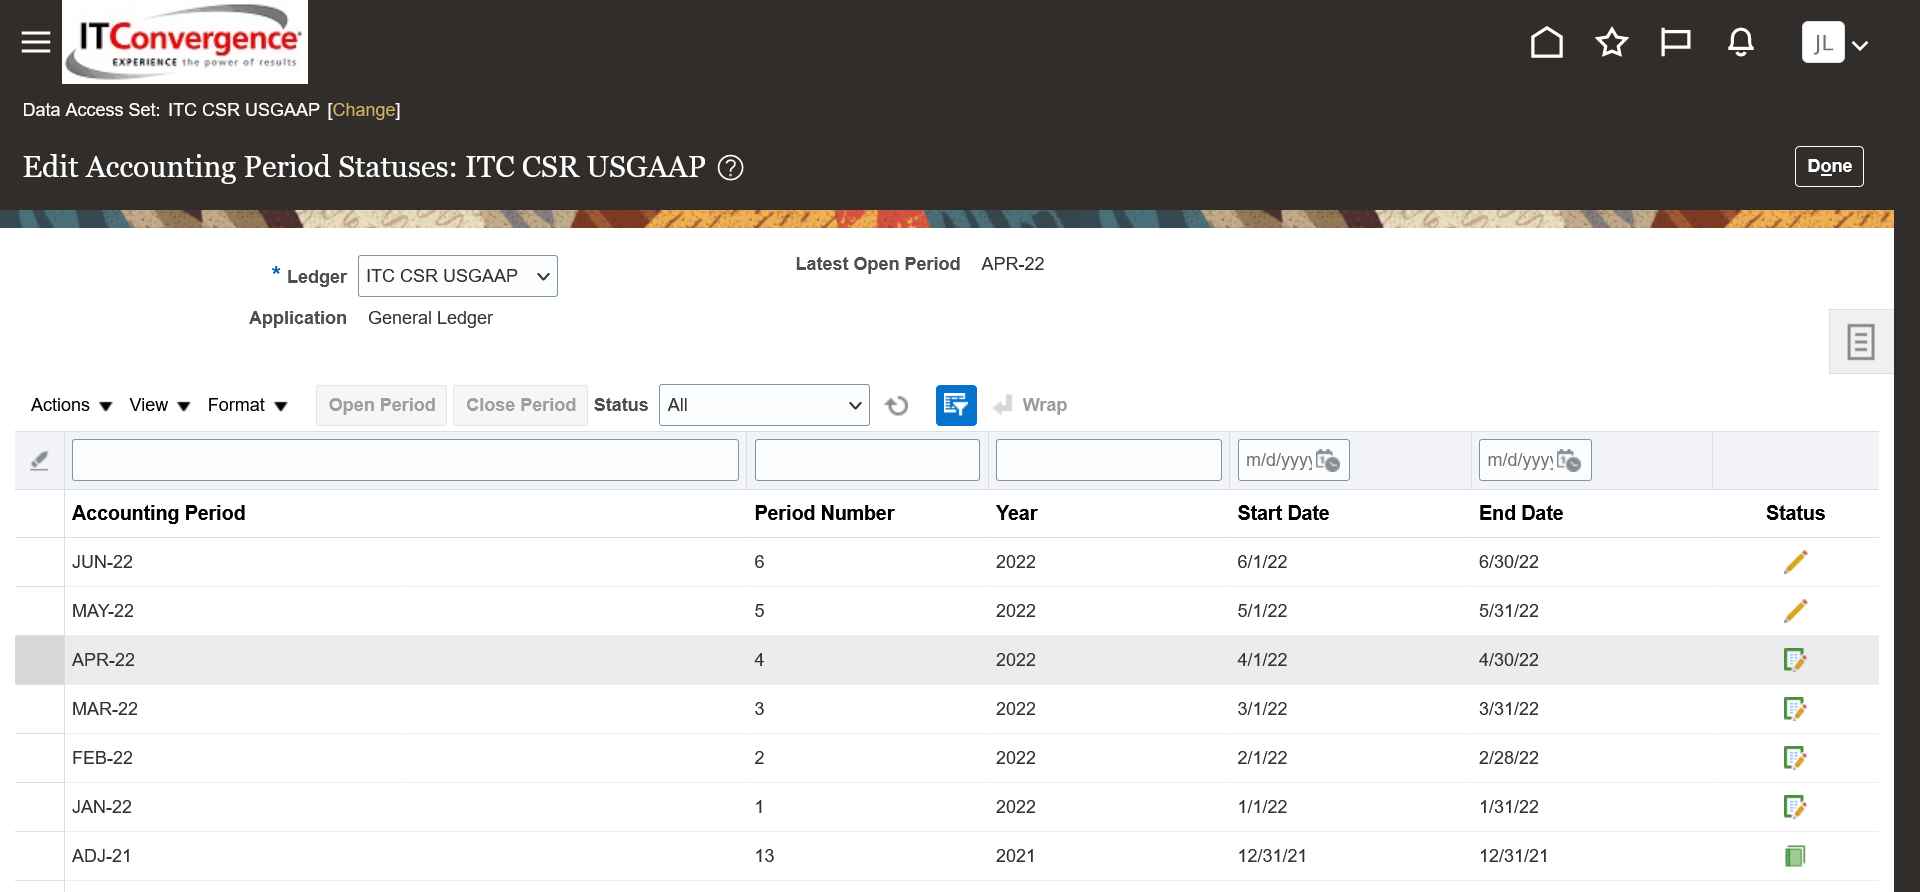 ITConvergence
EXPERIENCE the power of results
JL
Data Access Set: ITC CSR USGAAP [Change]
Edit Accounting Period Statuses: ITC CSR USGAAP ?
Done
* Ledger ITC CSR USGAAP
Latest Open Period APR-22
Application General Ledger
Actions View Format Open Period Close Period Status All Wrap
m/d/yyyy m/d/yyyy
Accounting Period Period Number Year Start Date End Date Status
JUN-22 6 2022 6/1/22 6/30/22
MAY-22 5 2022 5/1/22 5/31/22
APR-22 4 2022 4/1/22 4/30/22
MAR-22 3 2022 3/1/22 3/31/22
FEB-22 2 2022 2/1/22 2/28/22
JAN-22 1 2022 1/1/22 1/31/22
ADJ-21 13 2021 12/31/21 12/31/21